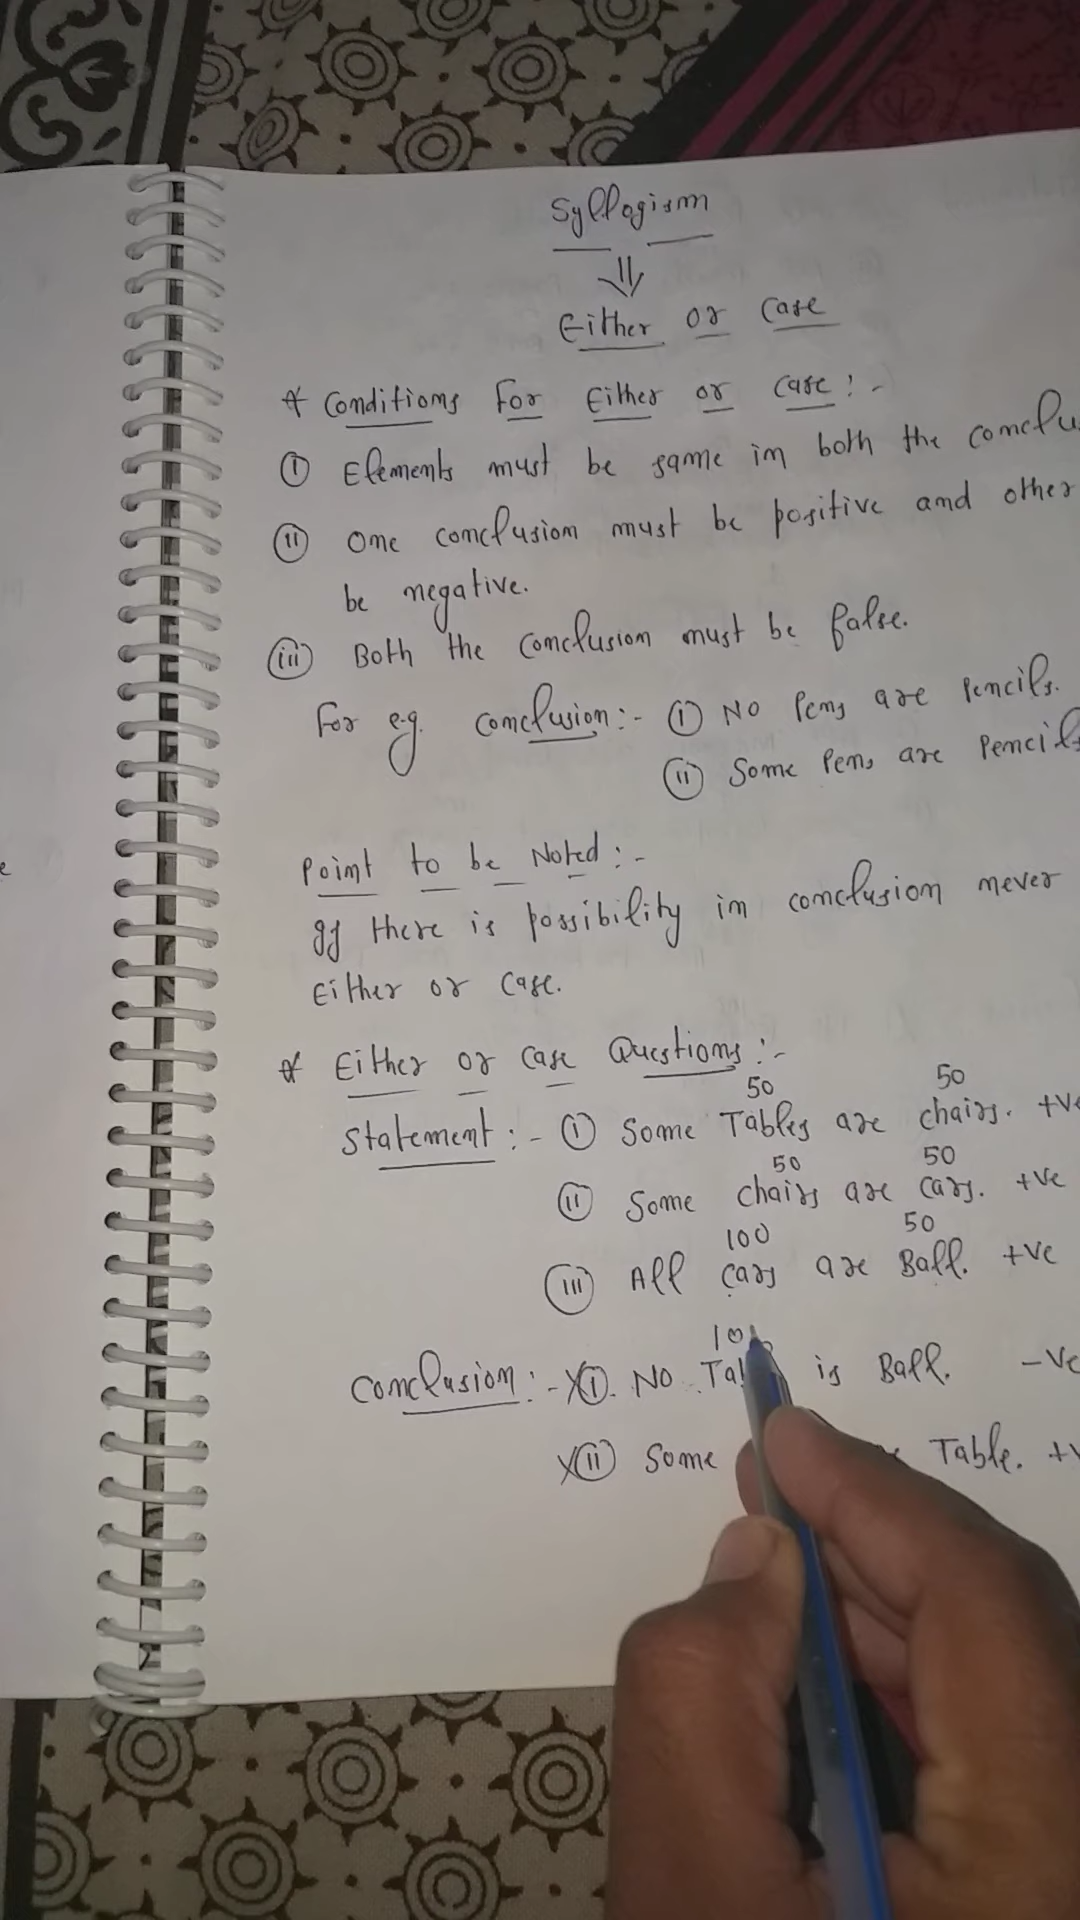 Syllogism
⇓
Either or Case
* Conditions For Either or case :-
(i) Elements must be same in both the conclu
(ii) One conclusion must be positive and other
be negative.
(iii) Both the Conclusion must be false.
For e.g. conclusion :- (i) NO Pens are Pencils.
(ii) Some Pens are Pencils
Point to be Noted :-
If there is possibility in conclusion never
Either or Case.
* Either or case Questions :-
50 50
Statement :- (i) Some Tables are chairs. +ve
50 50
(ii) Some chairs are cars. +ve
100 50
(iii) All cars are Ball. +ve
10
Conclusion :- X(i). NO Ta is Ball. -ve
X(ii) Some Table. +
e